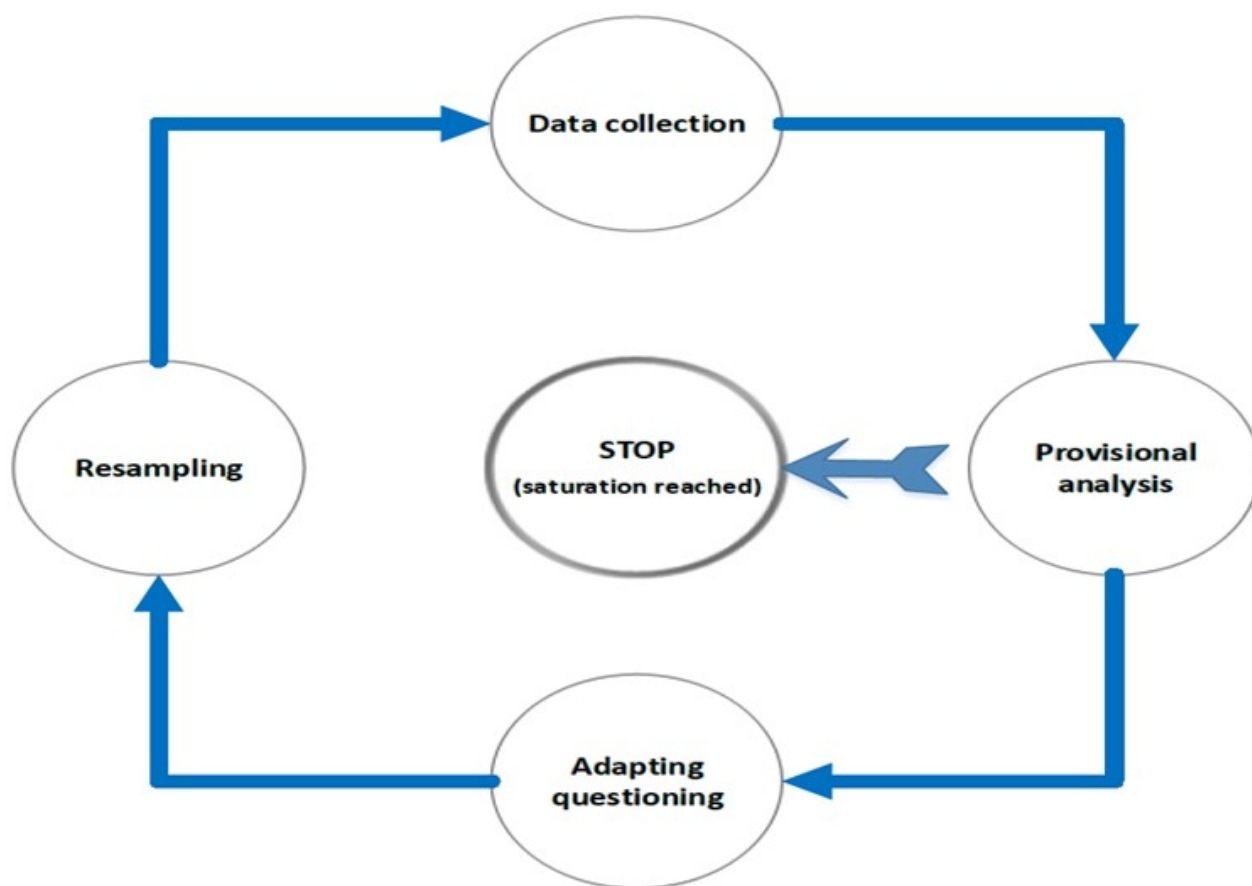 Data collection
Resampling
STOP
(saturation reached)
Provisional
analysis
Adapting
questioning